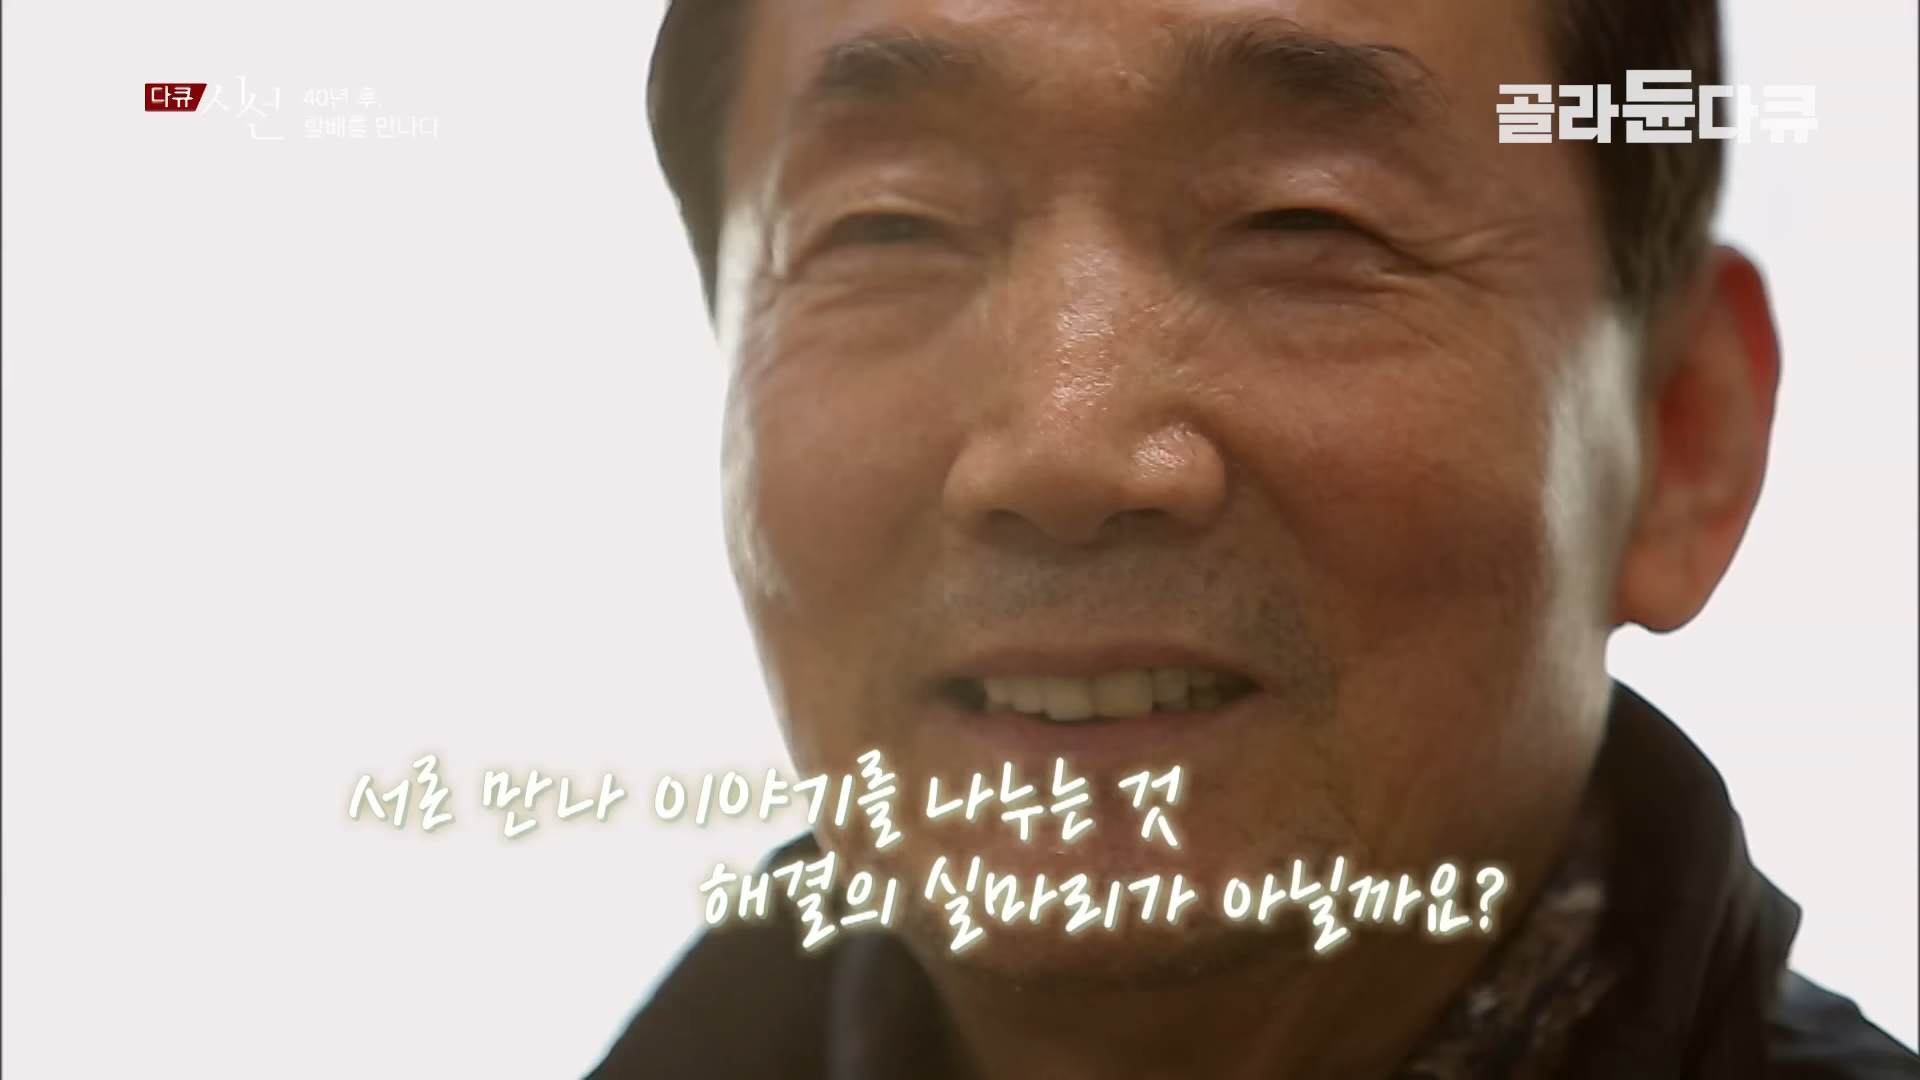 다큐 시선
40년 후,
할배를 만나다
골라듄다큐
서로 만나 이야기를 나누는 것
해결의 실마리가 아닐까요?